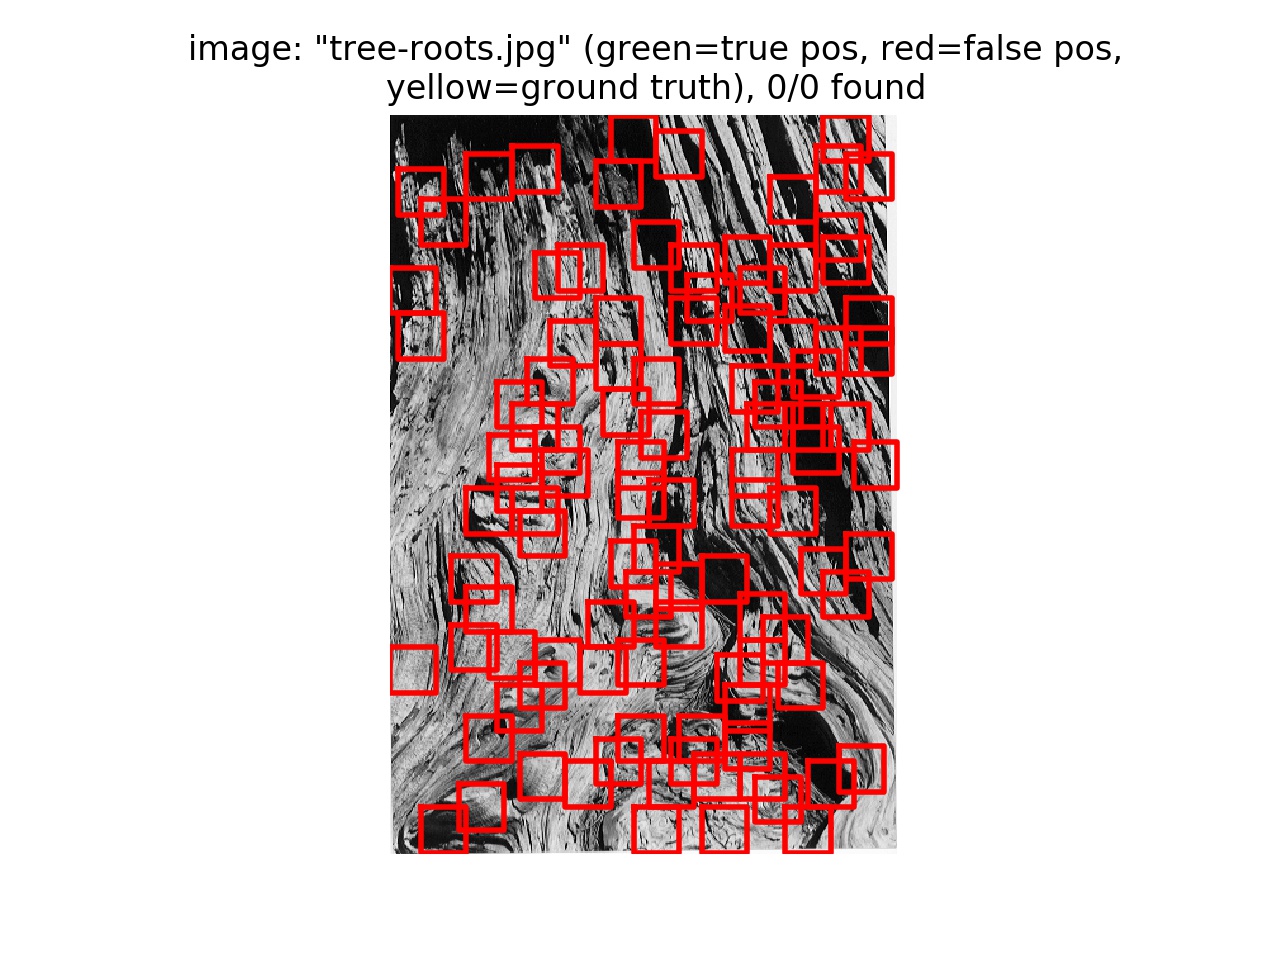 image: "tree-roots.jpg" (green=true pos, red=false pos,
yellow=ground truth), 0/0 found